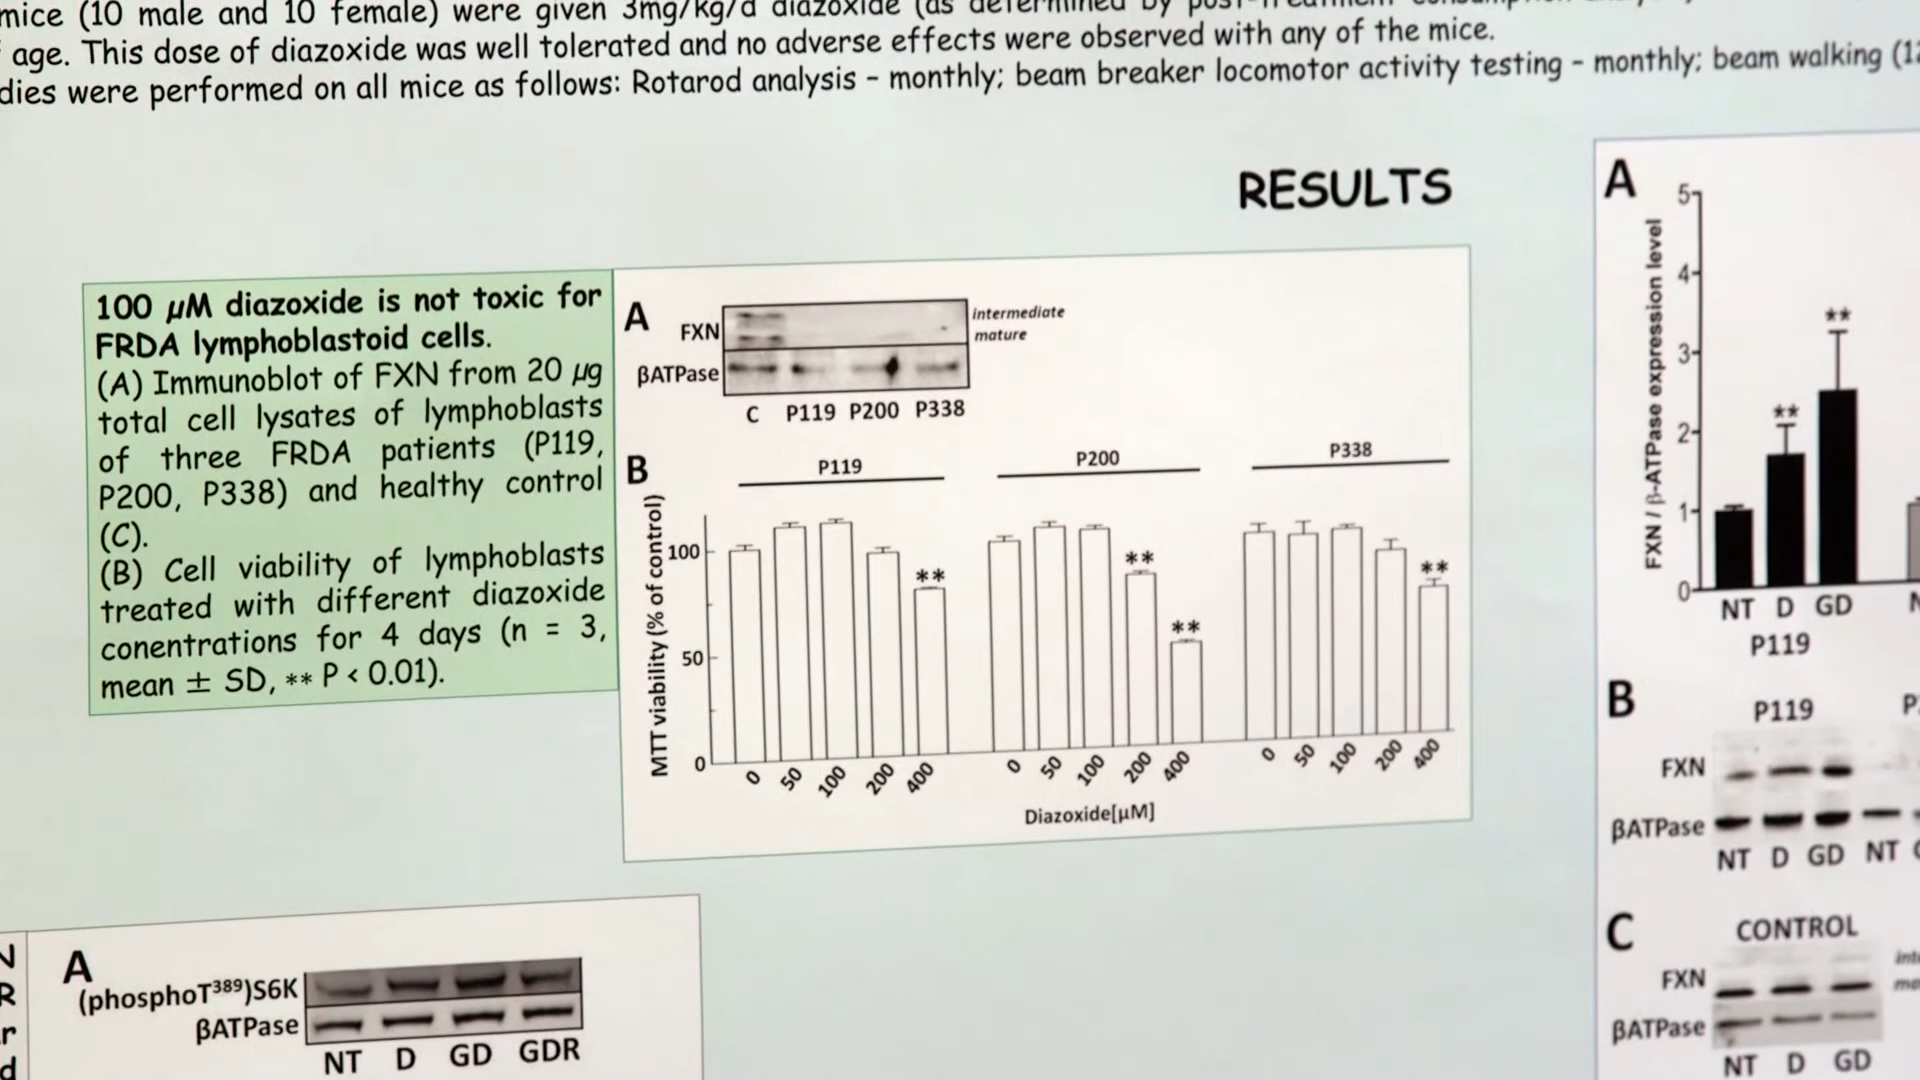 mice (10 male and 10 female) were given 3mg/kg/d diazoxide (as determined by post-treatment
age. This dose of diazoxide was well tolerated and no adverse effects were observed with any of the mice.
dies were performed on all mice as follows: Rotarod analysis - monthly; beam breaker locomotor activity testing - monthly; beam walking (12
RESULTS
100 μM diazoxide is not toxic for
FRDA lymphoblastoid cells.
(A) Immunoblot of FXN from 20 μg
total cell lysates of lymphoblasts
of three FRDA patients (P119,
P200, P338) and healthy control
(C).
(B) Cell viability of lymphoblasts
treated with different diazoxide
conentrations for 4 days (n = 3,
mean ± SD, ** P < 0.01).
A
FXN
intermediate
mature
βATPase
C P119 P200 P338
B
P119 P200 P338
MTT viability (% of control)
100
50
0
** ** ** **
0 50 100 200 400 0 50 100 200 400 0 50 100 200 400
Diazoxide[μM]
A
FXN / β-ATPase expression level
5
4
3
2
1
0
** **
NT D GD
P119
B
P119
FXN
βATPase
NT D GD NT
C
CONTROL
FXN
βATPase
NT D GD
A
(phosphoT³⁸⁹)S6K
βATPase
NT D GD GDR